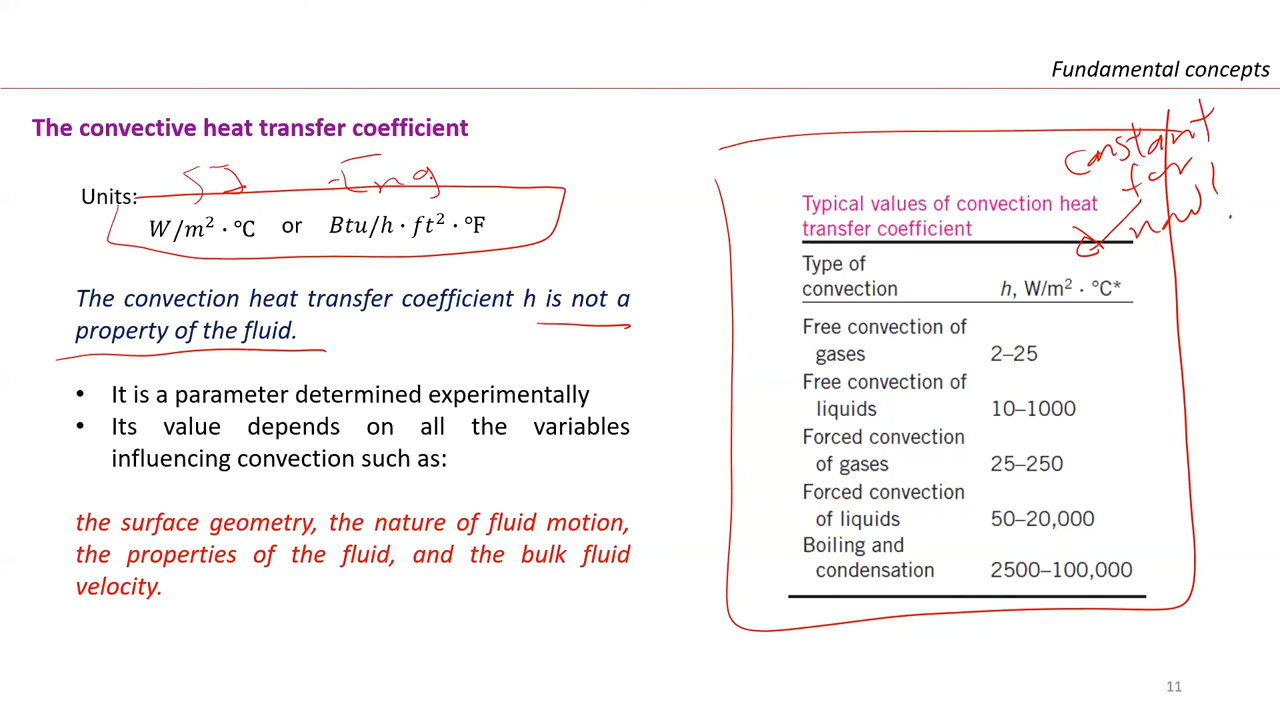 Fundamental concepts
The convective heat transfer coefficient
SI Eng
Units:
W/m² · °C or Btu/h · ft² · °F
The convection heat transfer coefficient h is not a
property of the fluid.
• It is a parameter determined experimentally
• Its value depends on all the variables
influencing convection such as:
the surface geometry, the nature of fluid motion,
the properties of the fluid, and the bulk fluid
velocity.
constant
for
now!
Typical values of convection heat
transfer coefficient
Type of
convection h, W/m² · °C*
Free convection of
gases 2–25
Free convection of
liquids 10–1000
Forced convection
of gases 25–250
Forced convection
of liquids 50–20,000
Boiling and
condensation 2500–100,000
11